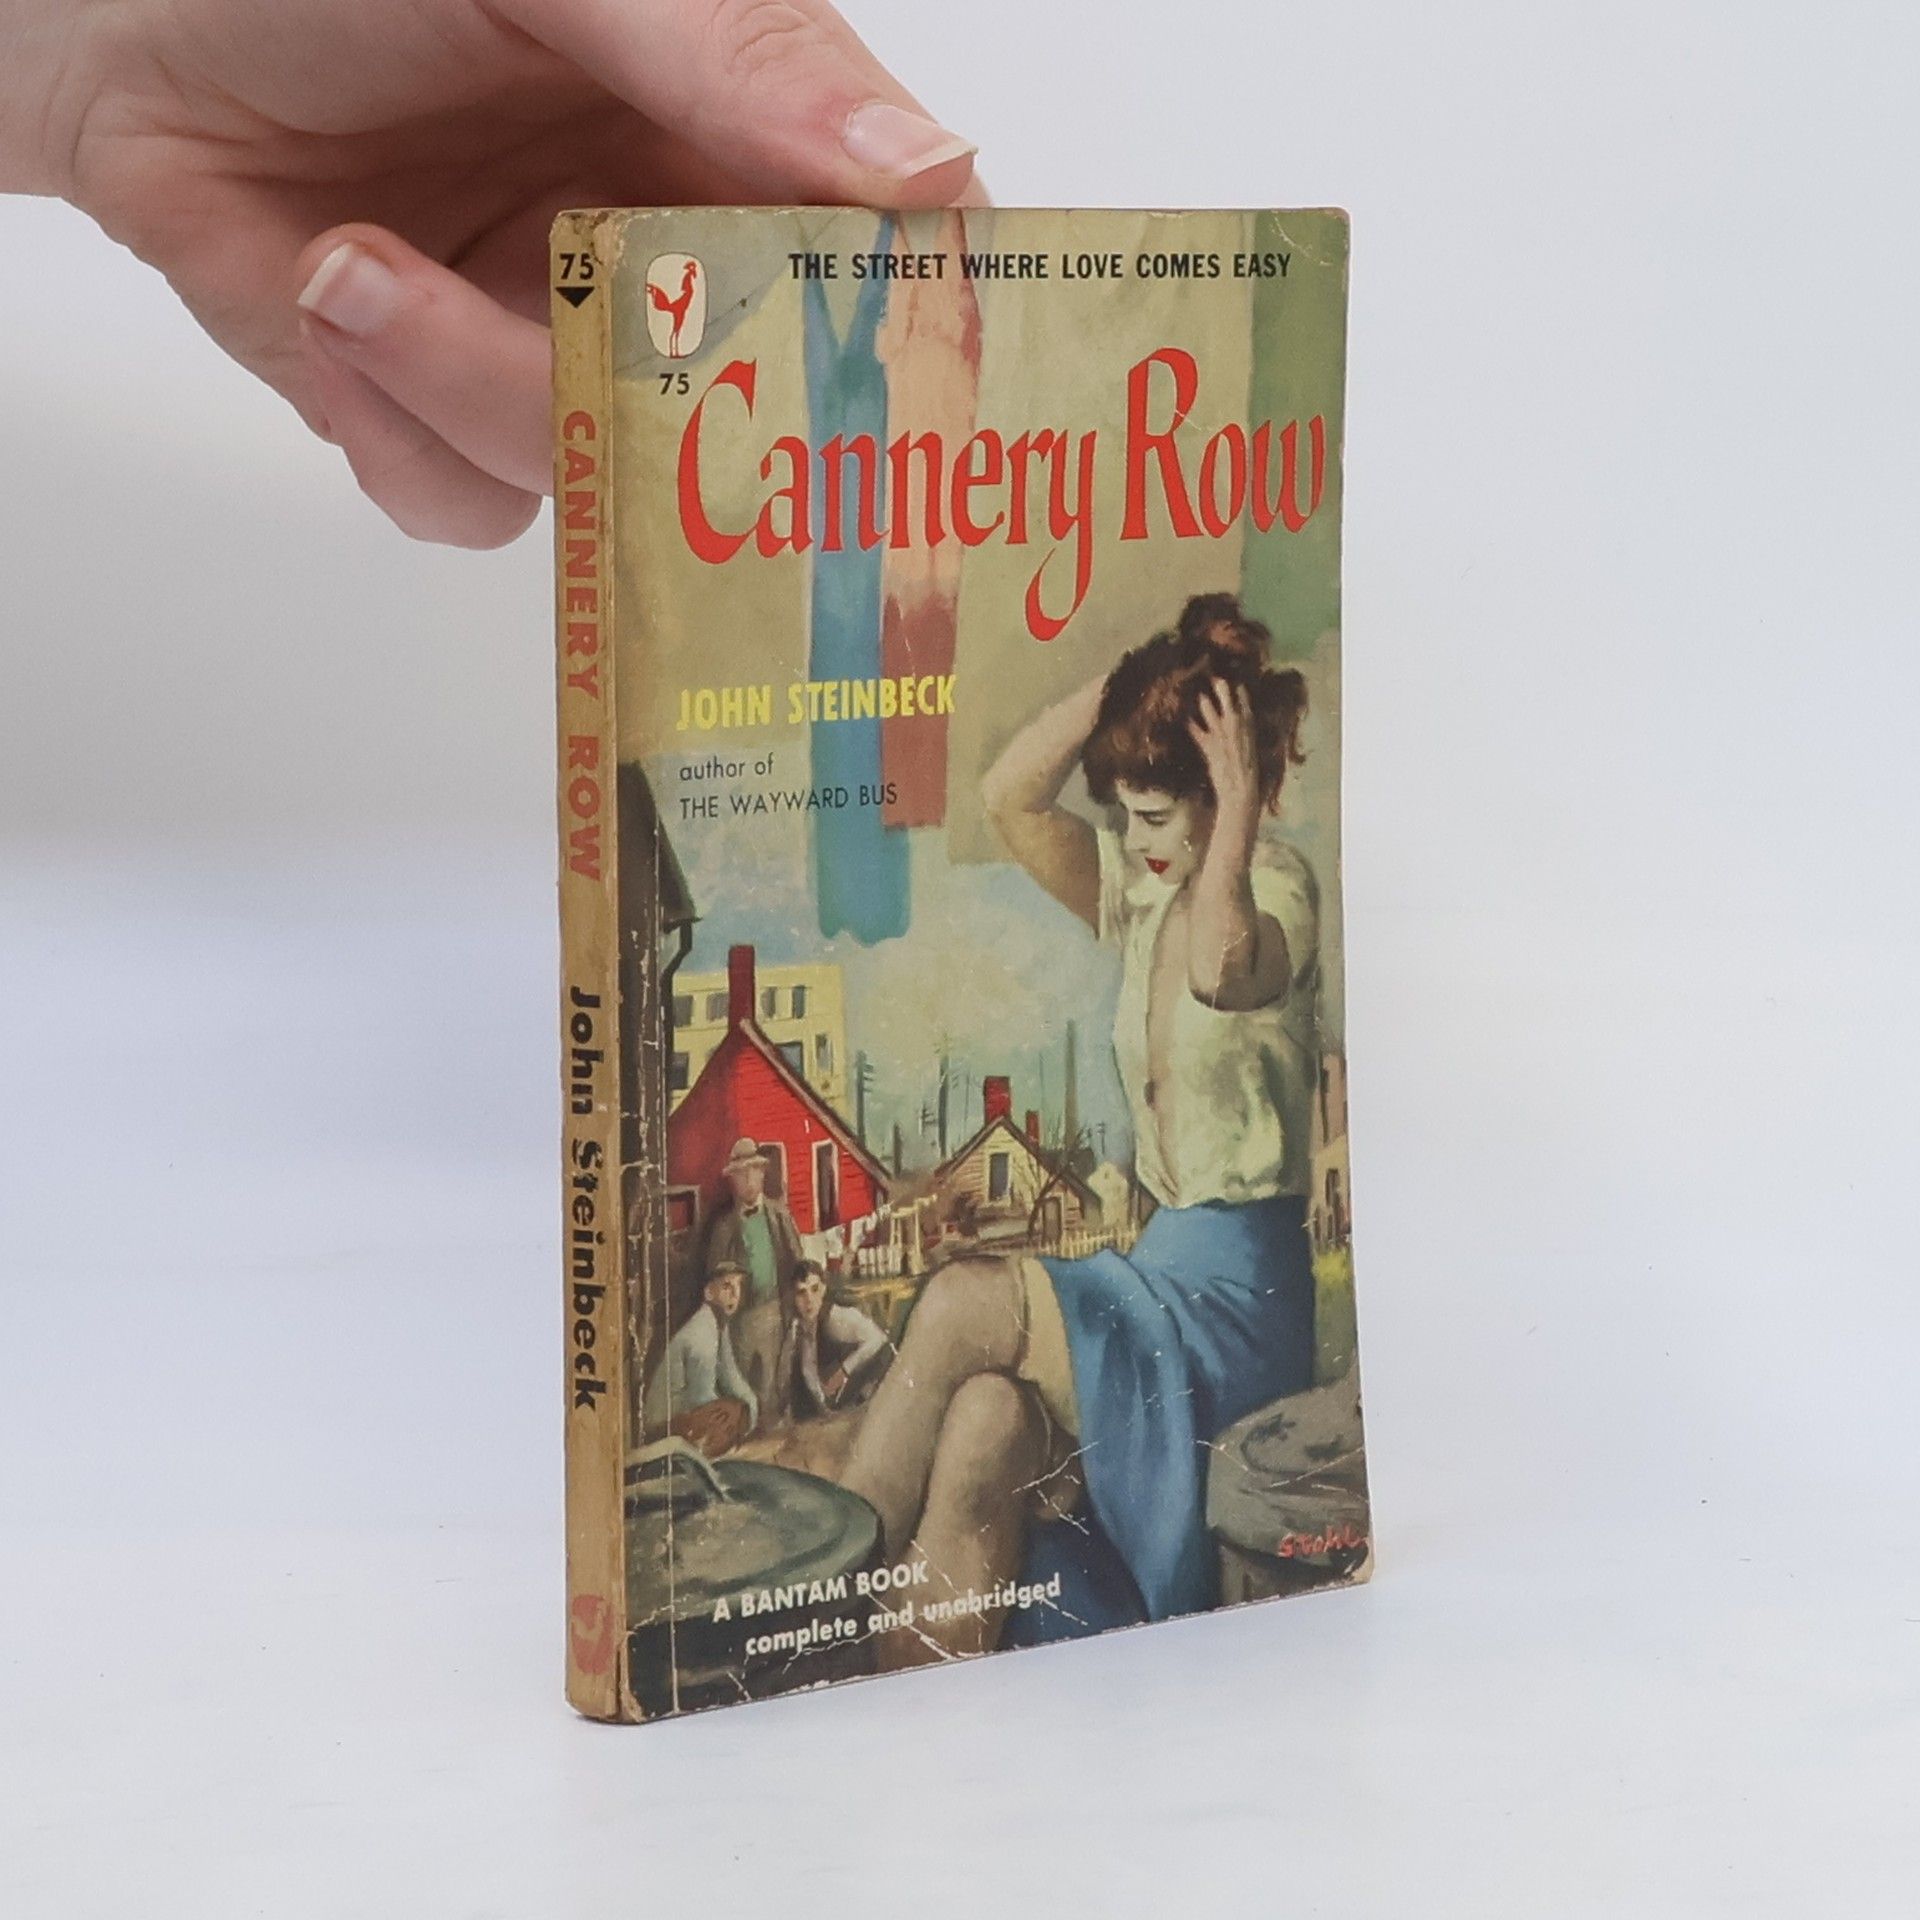 75
CANNERY ROW John Steinbeck
THE STREET WHERE LOVE COMES EASY
75
Cannery Row
JOHN STEINBECK
author of
THE WAYWARD BUS
Stahl
A BANTAM BOOK
complete and unabridged